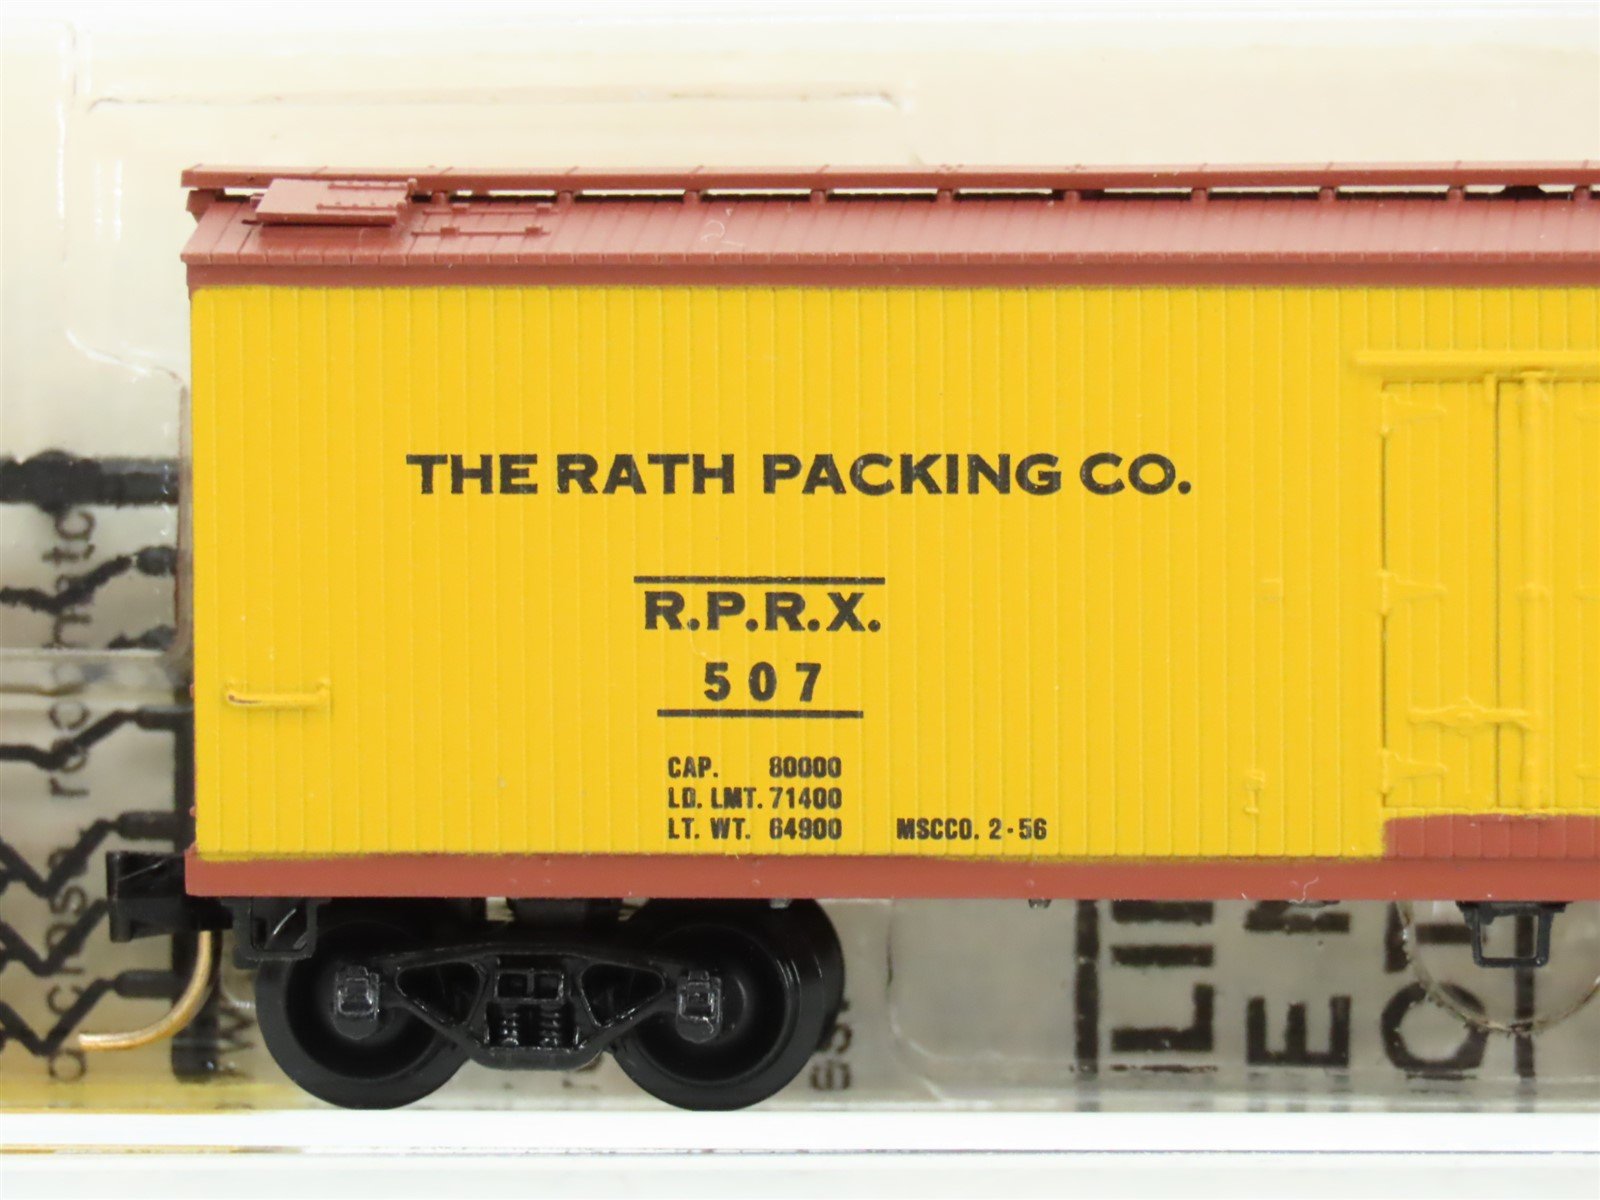 THE RATH PACKING CO.
R.P.R.X.
507
CAP. 80000
LD. LMT. 71400
LT. WT. 64900 MSCCO. 2-56